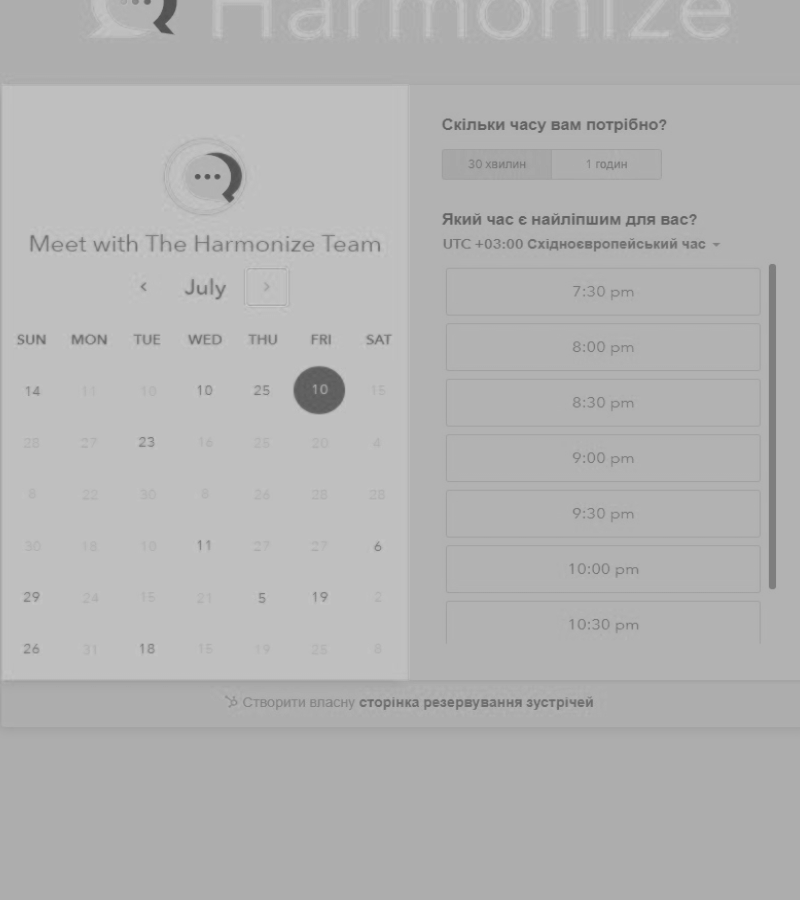 Harmonize
Meet with The Harmonize Team
July
SUN MON TUE WED THU FRI SAT
14 11 10 10 25 10 15
28 27 23 16 25 20 4
8 22 30 8 26 28 28
30 18 10 11 27 27 6
29 24 15 21 5 19 2
26 31 18 15 19 25 8
Скільки часу вам потрібно?
30 хвилин 1 годин
Який час є найліпшим для вас?
UTC +03:00 Східноєвропейський час
7:30 pm
8:00 pm
8:30 pm
9:00 pm
9:30 pm
10:00 pm
10:30 pm
Створити власну сторінка резервування зустрічей